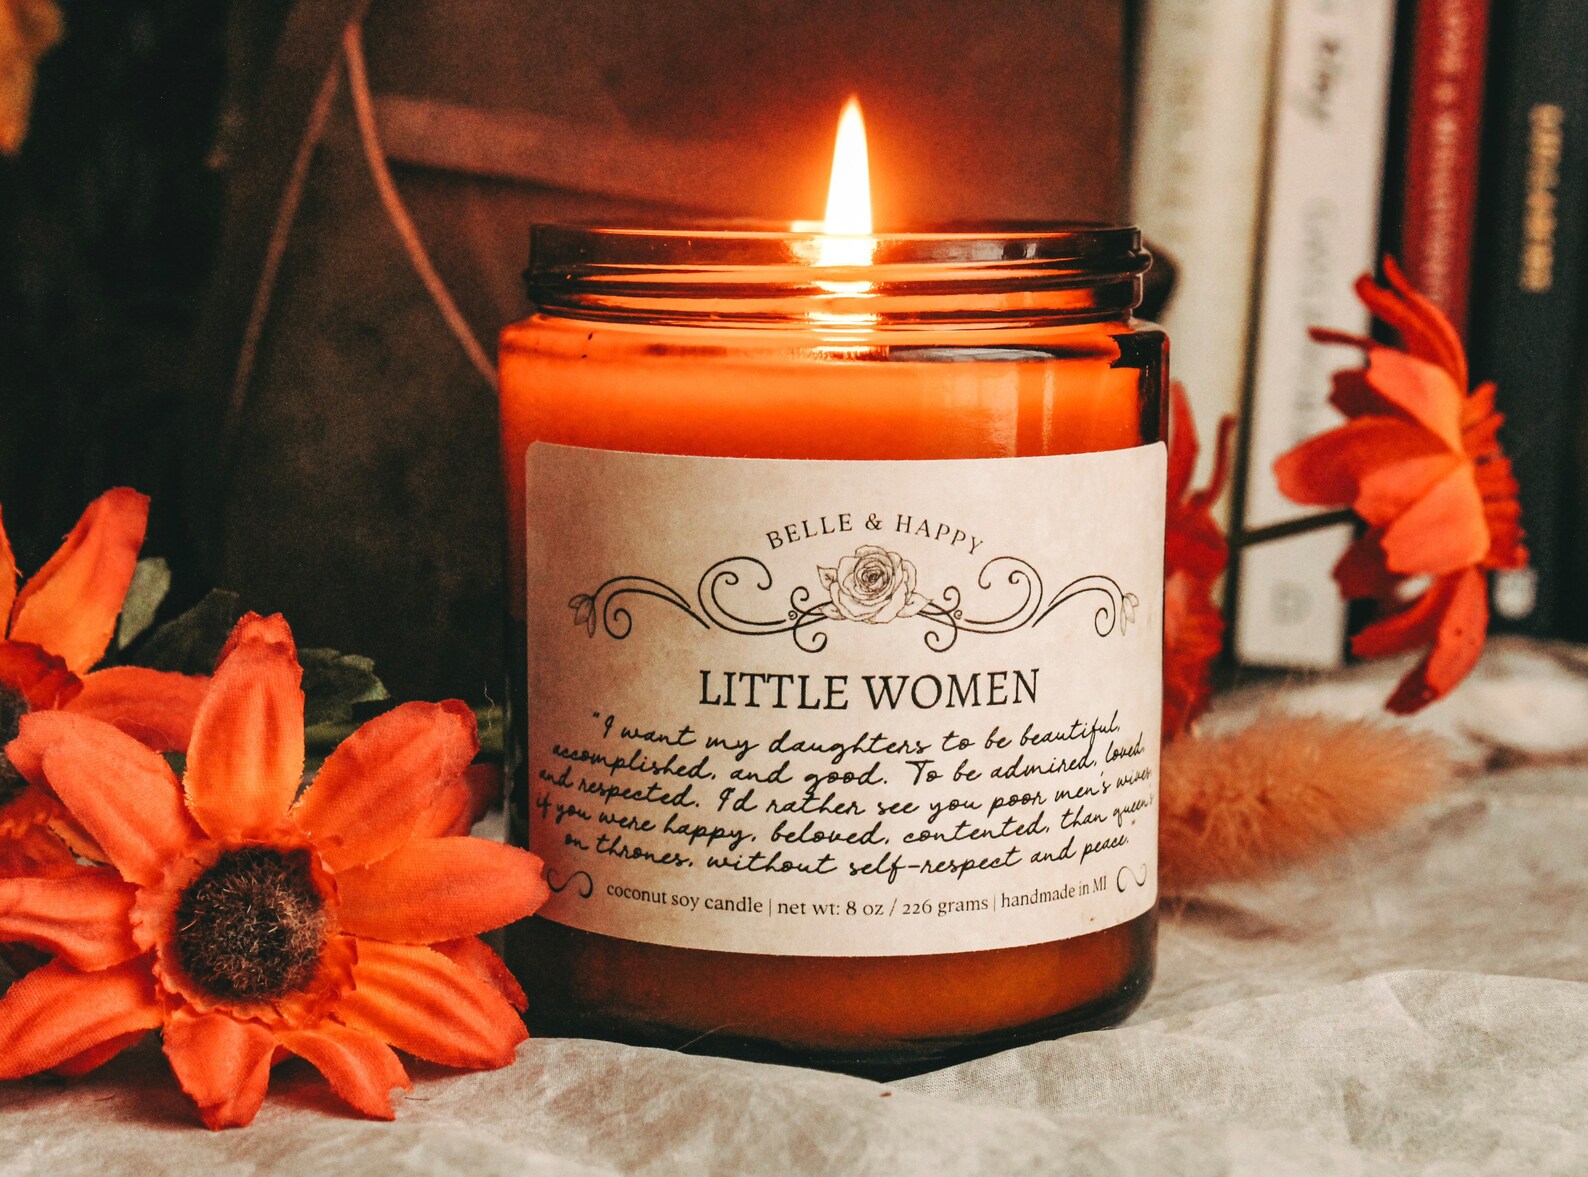 BELLE & HAPPY
LITTLE WOMEN
"I want my daughters to be beautiful,
accomplished, and good. To be admired, loved,
and respected. I'd rather see you poor men's wives,
if you were happy, beloved, contented, than queen's
on thrones, without self-respect and peace."
coconut soy candle | net wt: 8 oz / 226 grams | handmade in MI